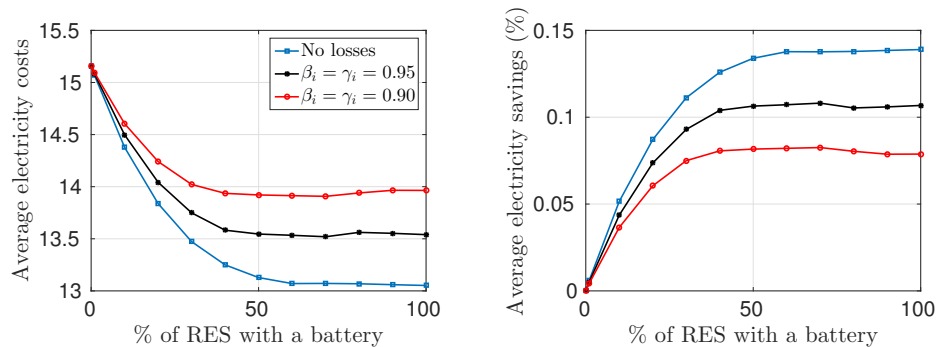 Average electricity costs
15.5
15
14.5
14
13.5
13
0
50
100
% of RES with a battery
No losses
βᵢ = γᵢ = 0.95
βᵢ = γᵢ = 0.90
Average electricity savings (%)
0.15
0.1
0.05
0
0
50
100
% of RES with a battery